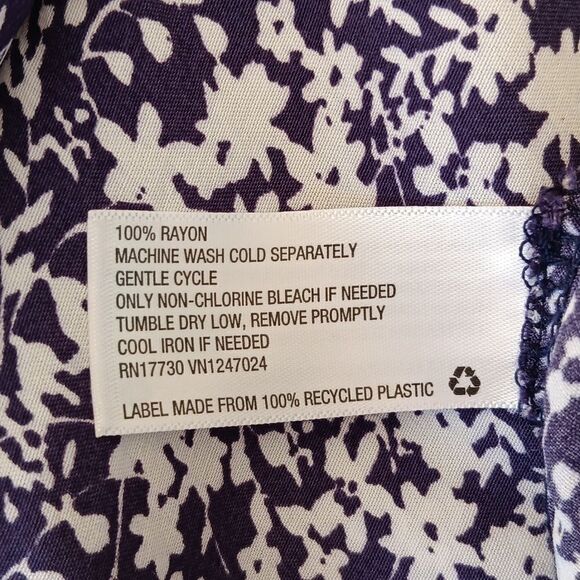 100% RAYON
MACHINE WASH COLD SEPARATELY
GENTLE CYCLE
ONLY NON-CHLORINE BLEACH IF NEEDED
TUMBLE DRY LOW, REMOVE PROMPTLY
COOL IRON IF NEEDED
RN17730 VN1247024
LABEL MADE FROM 100% RECYCLED PLASTIC